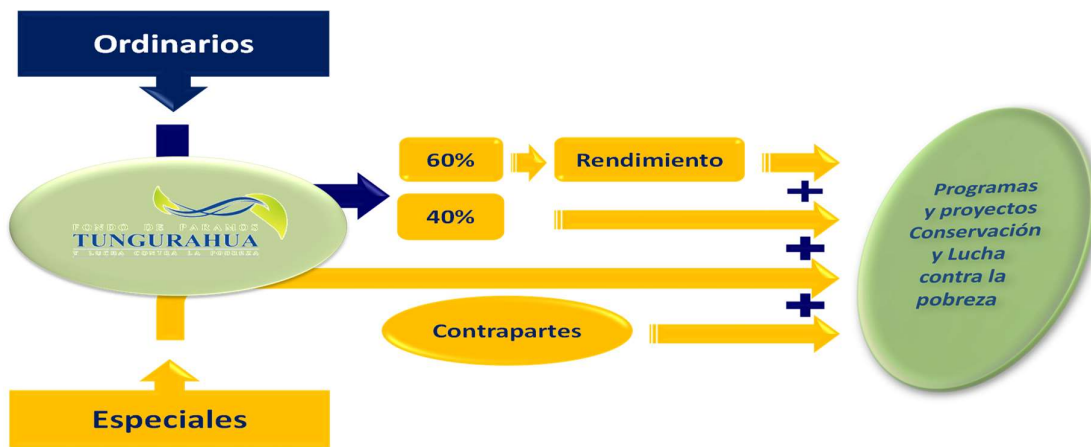 Ordinarios
FONDO DE PARAMOS
TUNGURAHUA
Y LUCHA CONTRA LA POBREZA
60%
Rendimiento
40%
Contrapartes
Especiales
Programas
y proyectos
Conservación
y Lucha
contra la
pobreza